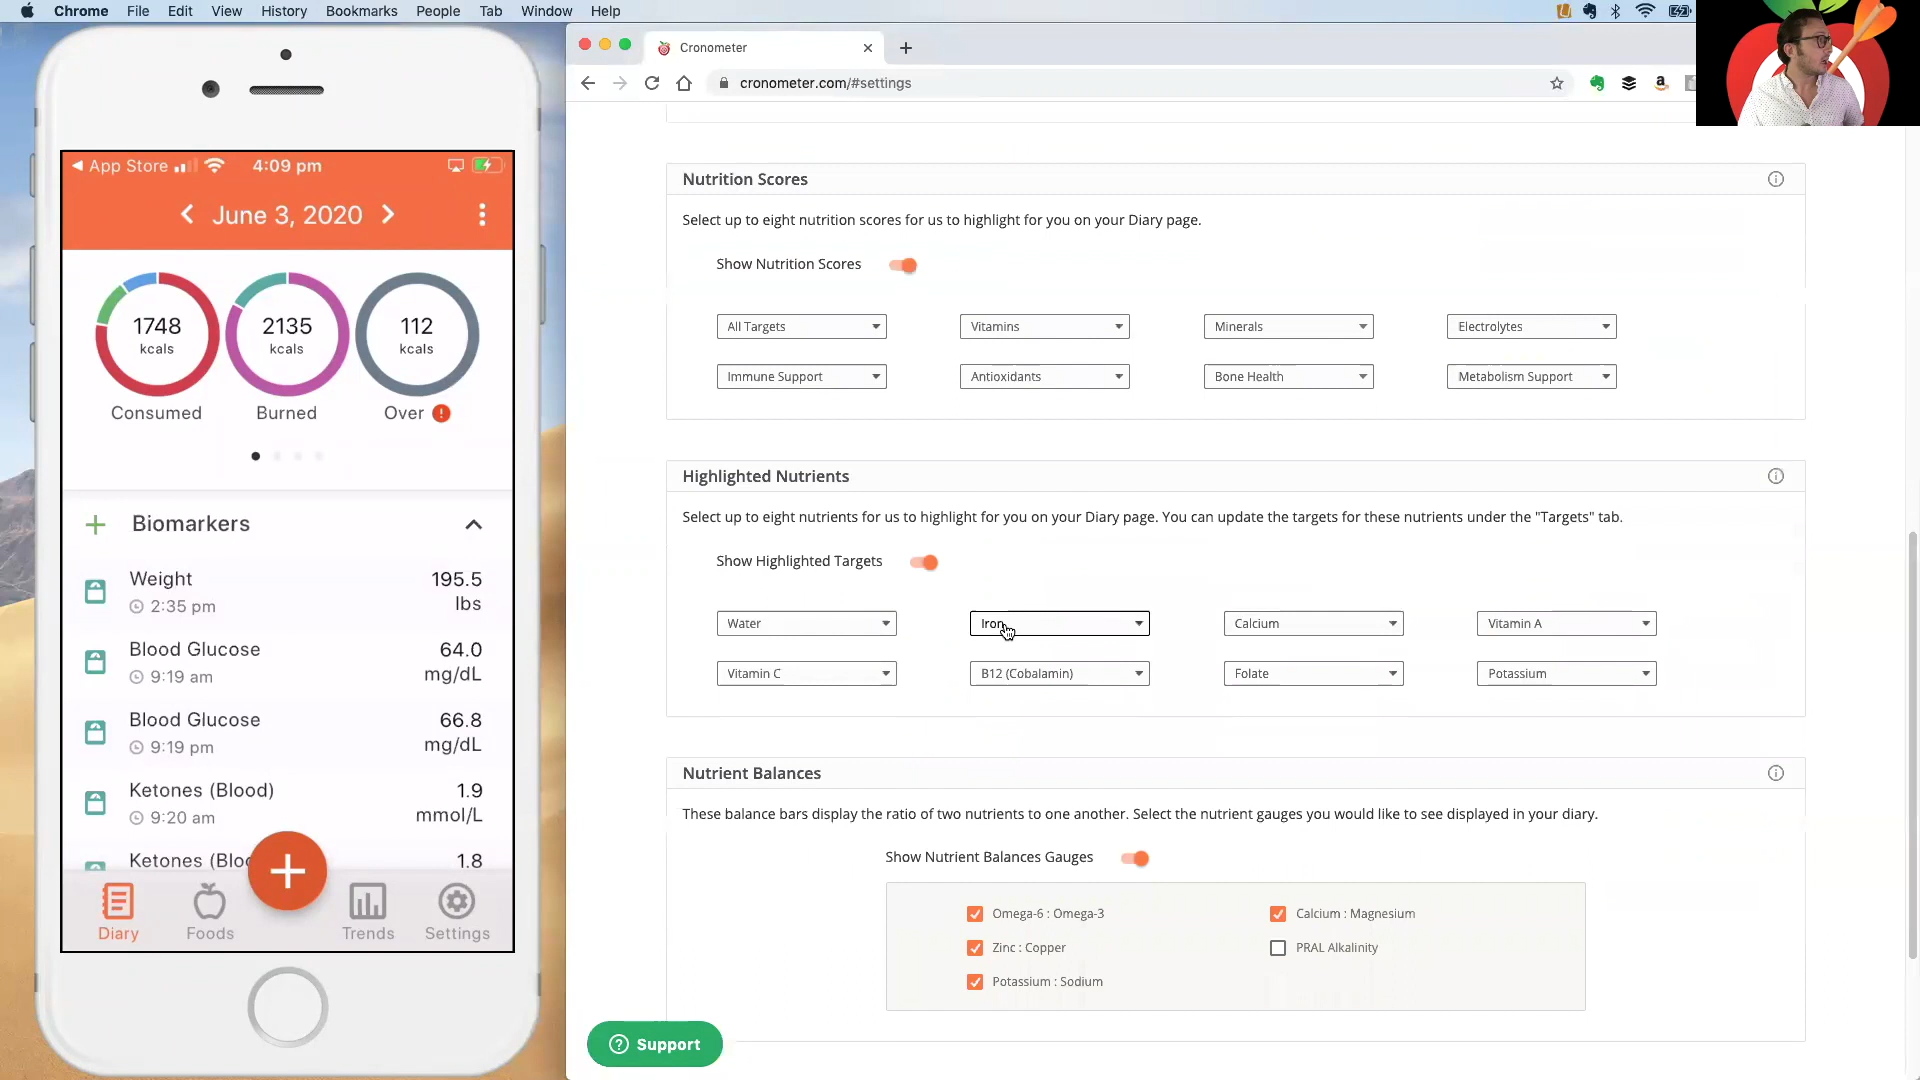 Chrome File Edit View History Bookmarks People Tab Window Help
Cronometer
cronometer.com/#settings
App Store 4:09 pm
June 3, 2020
1748 kcals
2135 kcals
112 kcals
Consumed Burned Over
Biomarkers
Weight 195.5
2:35 pm lbs
Blood Glucose 64.0
9:19 am mg/dL
Blood Glucose 66.8
9:19 pm mg/dL
Ketones (Blood) 1.9
9:20 am mmol/L
Ketones (Bloo 1.8
Diary Foods Trends Settings
Nutrition Scores
Select up to eight nutrition scores for us to highlight for you on your Diary page.
Show Nutrition Scores
All Targets Vitamins Minerals Electrolytes
Immune Support Antioxidants Bone Health Metabolism Support
Highlighted Nutrients
Select up to eight nutrients for us to highlight for you on your Diary page. You can update the targets for these nutrients under the "Targets" tab.
Show Highlighted Targets
Water Iron Calcium Vitamin A
Vitamin C B12 (Cobalamin) Folate Potassium
Nutrient Balances
These balance bars display the ratio of two nutrients to one another. Select the nutrient gauges you would like to see displayed in your diary.
Show Nutrient Balances Gauges
Omega-6 : Omega-3 Calcium : Magnesium
Zinc : Copper PRAL Alkalinity
Potassium : Sodium
Support